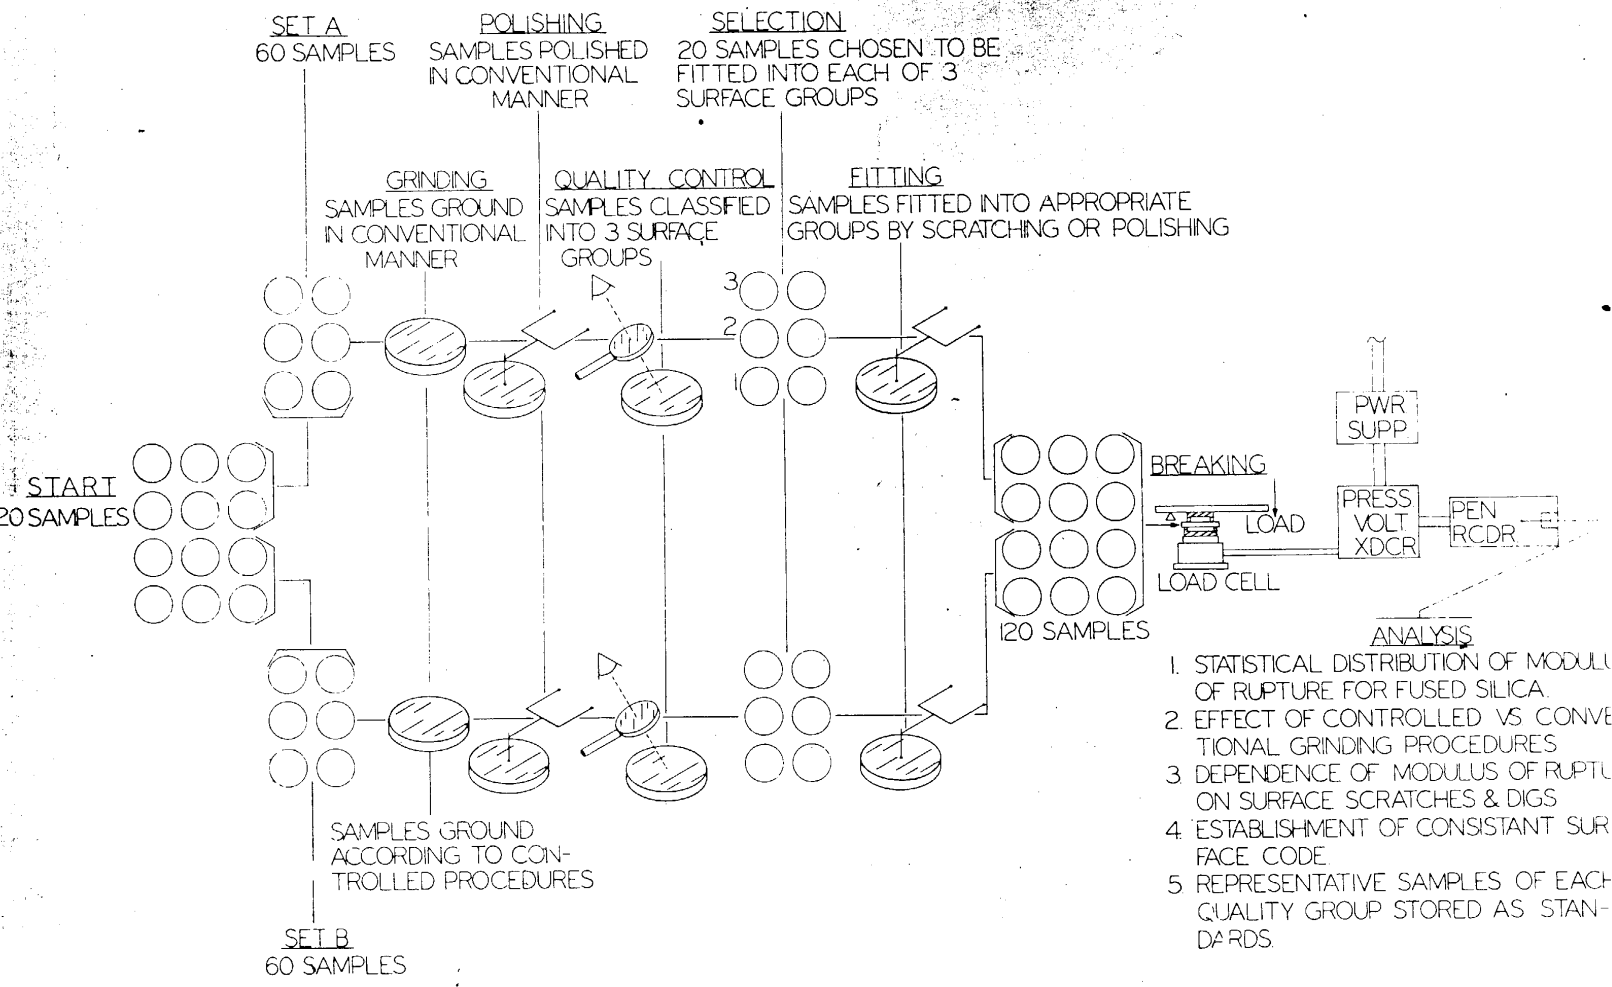 SET A
60 SAMPLES
POLISHING
SAMPLES POLISHED
IN CONVENTIONAL
MANNER
SELECTION
20 SAMPLES CHOSEN TO BE
FITTED INTO EACH OF 3
SURFACE GROUPS
GRINDING
SAMPLES GROUND
IN CONVENTIONAL
MANNER
QUALITY CONTROL
SAMPLES CLASSFIED
INTO 3 SURFACE
GROUPS
FITTING
SAMPLES FITTED INTO APPROPRIATE
GROUPS BY SCRATCHING OR POLISHING
3
2
1
START
20 SAMPLES
PWR
SUPP.
BREAKING
LOAD
LOAD CELL
PRESS
VOLT
XDCR
PEN
RCDR
120 SAMPLES
ANALYSIS
1. STATISTICAL DISTRIBUTION OF MODULU
OF RUPTURE FOR FUSED SILICA.
2. EFFECT OF CONTROLLED VS CONVE
TIONAL GRINDING PROCEDURES
3 DEPENDENCE OF MODULUS OF RUPTU
ON SURFACE SCRATCHES & DIGS
4. ESTABLISHMENT OF CONSISTANT SUR
FACE CODE.
5 REPRESENTATIVE SAMPLES OF EACH
QUALITY GROUP STORED AS STAN-
DARDS.
SAMPLES GROUND
ACCORDING TO CON-
TROLLED PROCEDURES
SET B
60 SAMPLES